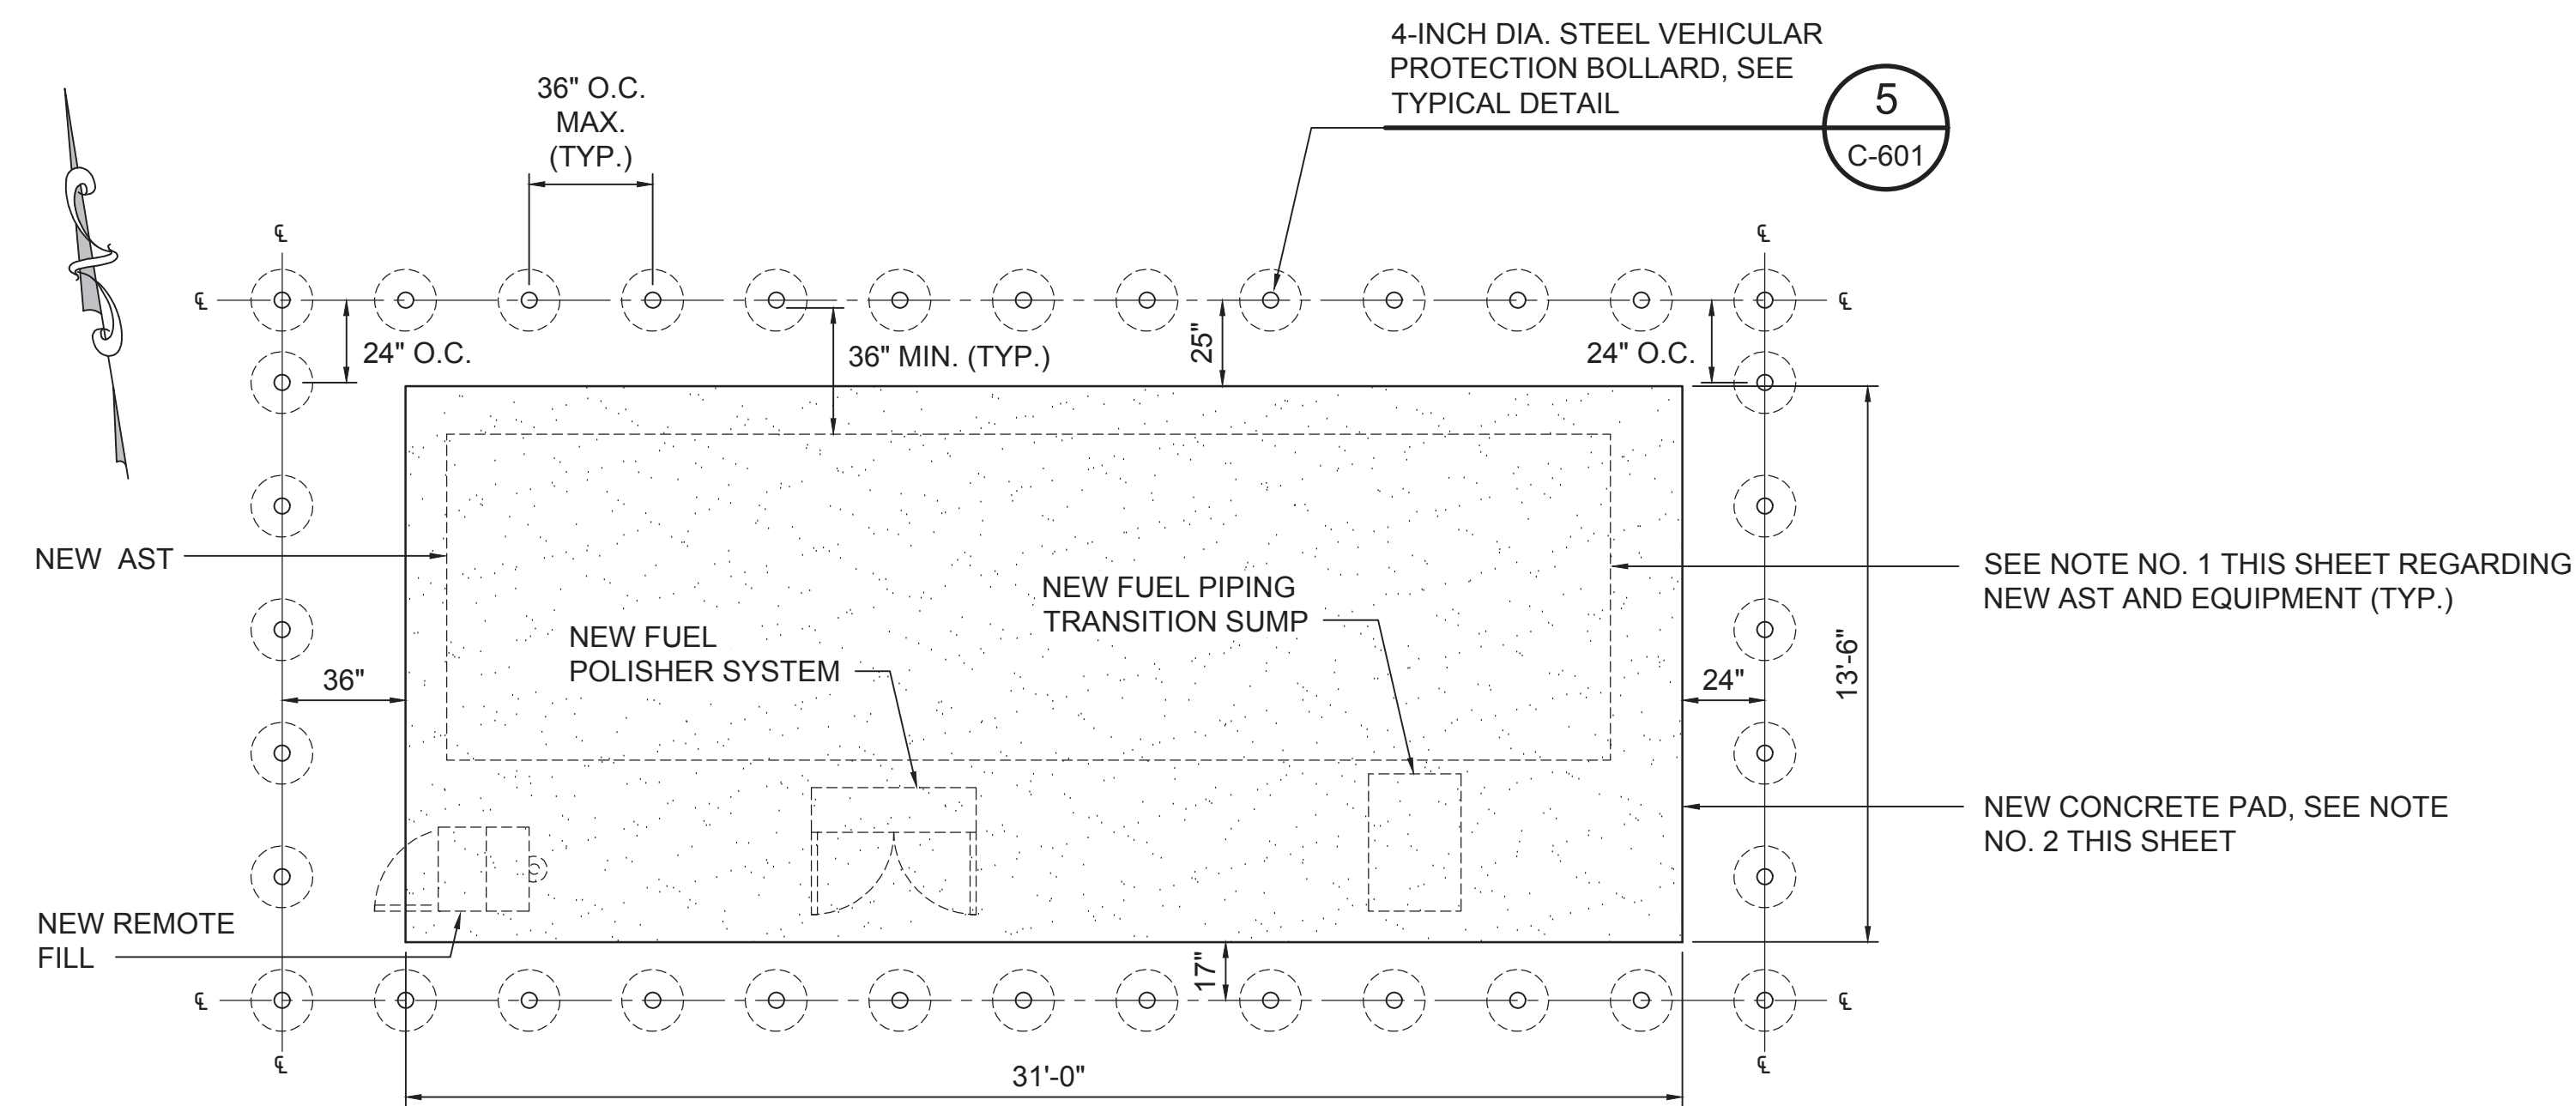 4-INCH DIA. STEEL VEHICULAR
PROTECTION BOLLARD, SEE
TYPICAL DETAIL
5
C-601
36" O.C.
MAX.
(TYP.)
℄
℄
℄
℄
24" O.C.
36" MIN. (TYP.)
25"
24" O.C.
NEW AST
SEE NOTE NO. 1 THIS SHEET REGARDING
NEW AST AND EQUIPMENT (TYP.)
NEW FUEL PIPING
TRANSITION SUMP
NEW FUEL
POLISHER SYSTEM
36"
24"
13'-6"
NEW CONCRETE PAD, SEE NOTE
NO. 2 THIS SHEET
NEW REMOTE
FILL
17"
℄
℄
℄
℄
31'-0"